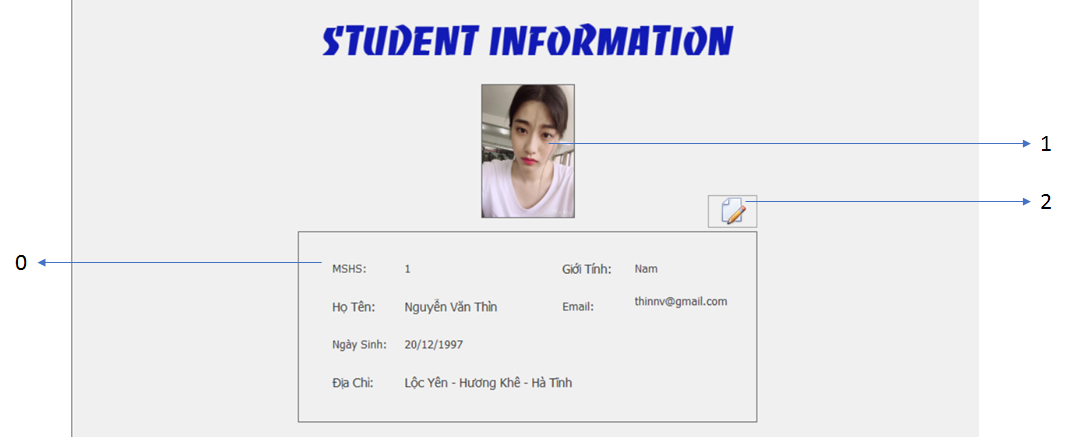 STUDENT INFORMATION
1
2
0
MSHS: 1 Giới Tính: Nam
Họ Tên: Nguyễn Văn Thìn Email: thinnv@gmail.com
Ngày Sinh: 20/12/1997
Địa Chỉ: Lộc Yên - Hương Khê - Hà Tĩnh